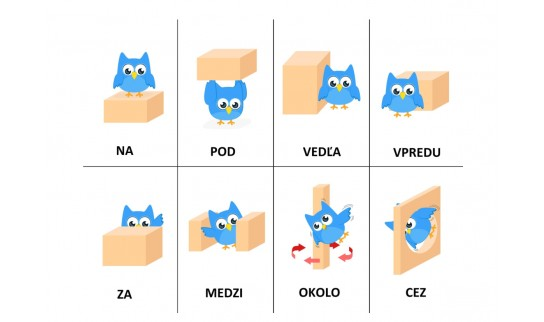 NA
POD
VEDĽA
VPREDU
ZA
MEDZI
OKOLO
CEZ